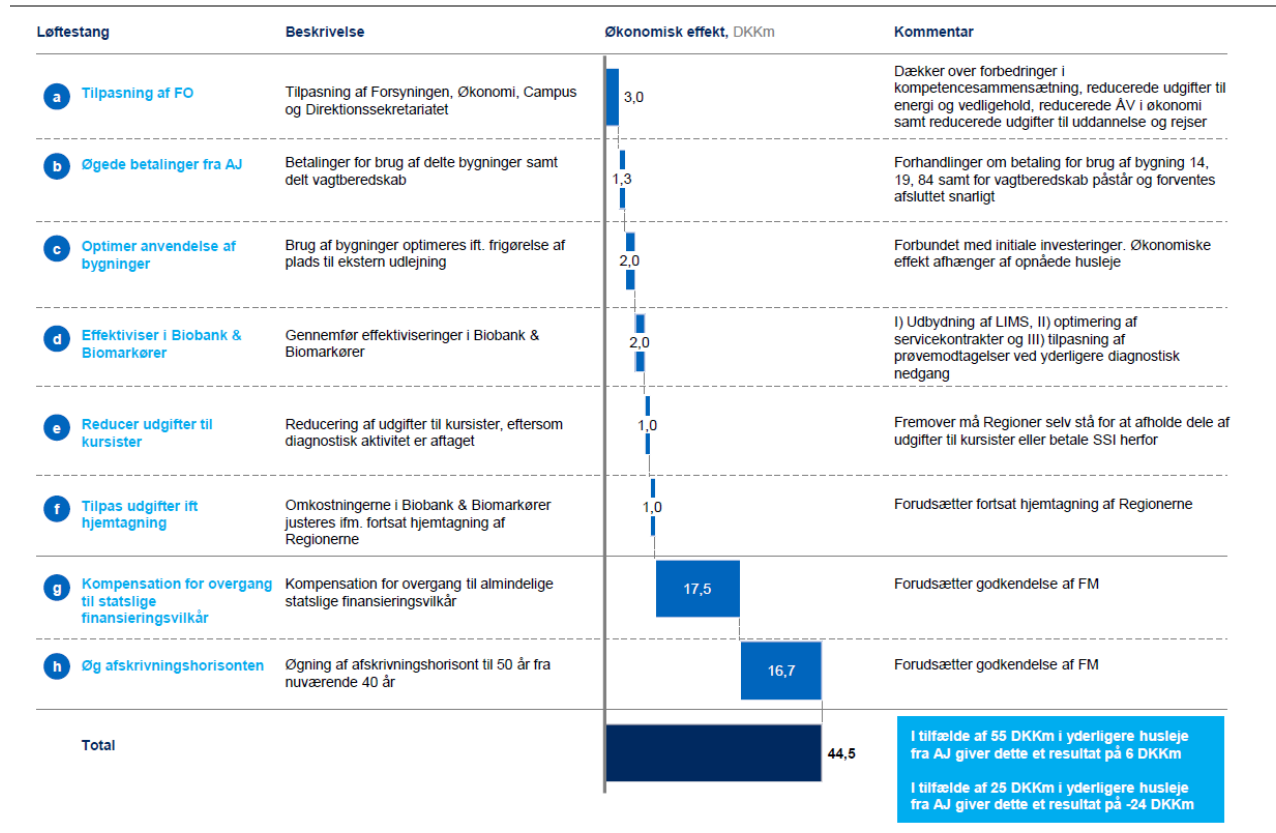 Løftestang Beskrivelse Økonomisk effekt, DKKm Kommentar
a
Tilpasning af FO
Tilpasning af Forsyningen, Økonomi, Campus
og Direktionssekretariatet
3,0
Dækker over forbedringer i
kompetencesammensætning, reducerede udgifter til
energi og vedligehold, reducerede ÅV i økonomi
samt reducerede udgifter til uddannelse og rejser
b
Øgede betalinger fra AJ
Betalinger for brug af delte bygninger samt
delt vagtberedskab
1,3
Forhandlinger om betaling for brug af bygning 14,
19, 84 samt for vagtberedskab påstår og forventes
afsluttet snarligt
c
Optimer anvendelse af
bygninger
Brug af bygninger optimeres ift. frigørelse af
plads til ekstern udlejning
2,0
Forbundet med initiale investeringer. Økonomiske
effekt afhænger af opnåede husleje
d
Effektiviser i Biobank &
Biomarkører
Gennemfør effektiviseringer i Biobank &
Biomarkører
2,0
I) Udbydning af LIMS, II) optimering af
servicekontrakter og III) tilpasning af
prøvemodtagelser ved yderligere diagnostisk
nedgang
e
Reducer udgifter til
kursister
Reducering af udgifter til kursister, eftersom
diagnostisk aktivitet er aftaget
1,0
Fremover må Regioner selv stå for at afholde dele af
udgifter til kursister eller betale SSI herfor
f
Tilpas udgifter ift
hjemtagning
Omkostningerne i Biobank & Biomarkører
justeres ifm. fortsat hjemtagning af
Regionerne
1,0
Forudsætter fortsat hjemtagning af Regionerne
g
Kompensation for overgang
til statslige
finansieringsvilkår
Kompensation for overgang til almindelige
statslige finansieringsvilkår
17,5
Forudsætter godkendelse af FM
h
Øg afskrivningshorisonten
Øgning af afskrivningshorisont til 50 år fra
nuværende 40 år
16,7
Forudsætter godkendelse af FM
Total
44,5
I tilfælde af 55 DKKm i yderligere husleje
fra AJ giver dette et resultat på 6 DKKm
I tilfælde af 25 DKKm i yderligere husleje
fra AJ giver dette et resultat på -24 DKKm